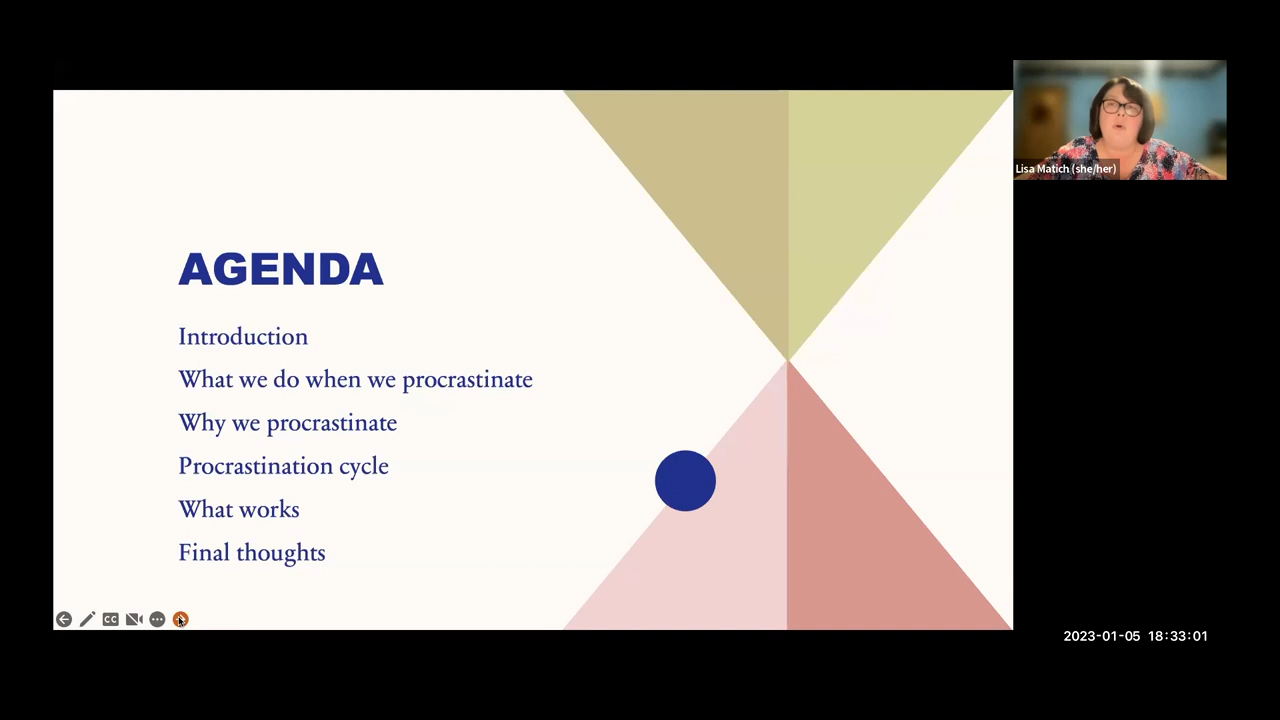 AGENDA
Introduction
What we do when we procrastinate
Why we procrastinate
Procrastination cycle
What works
Final thoughts
CC
Lisa Matich (she/her)
2023-01-05 18:33:01